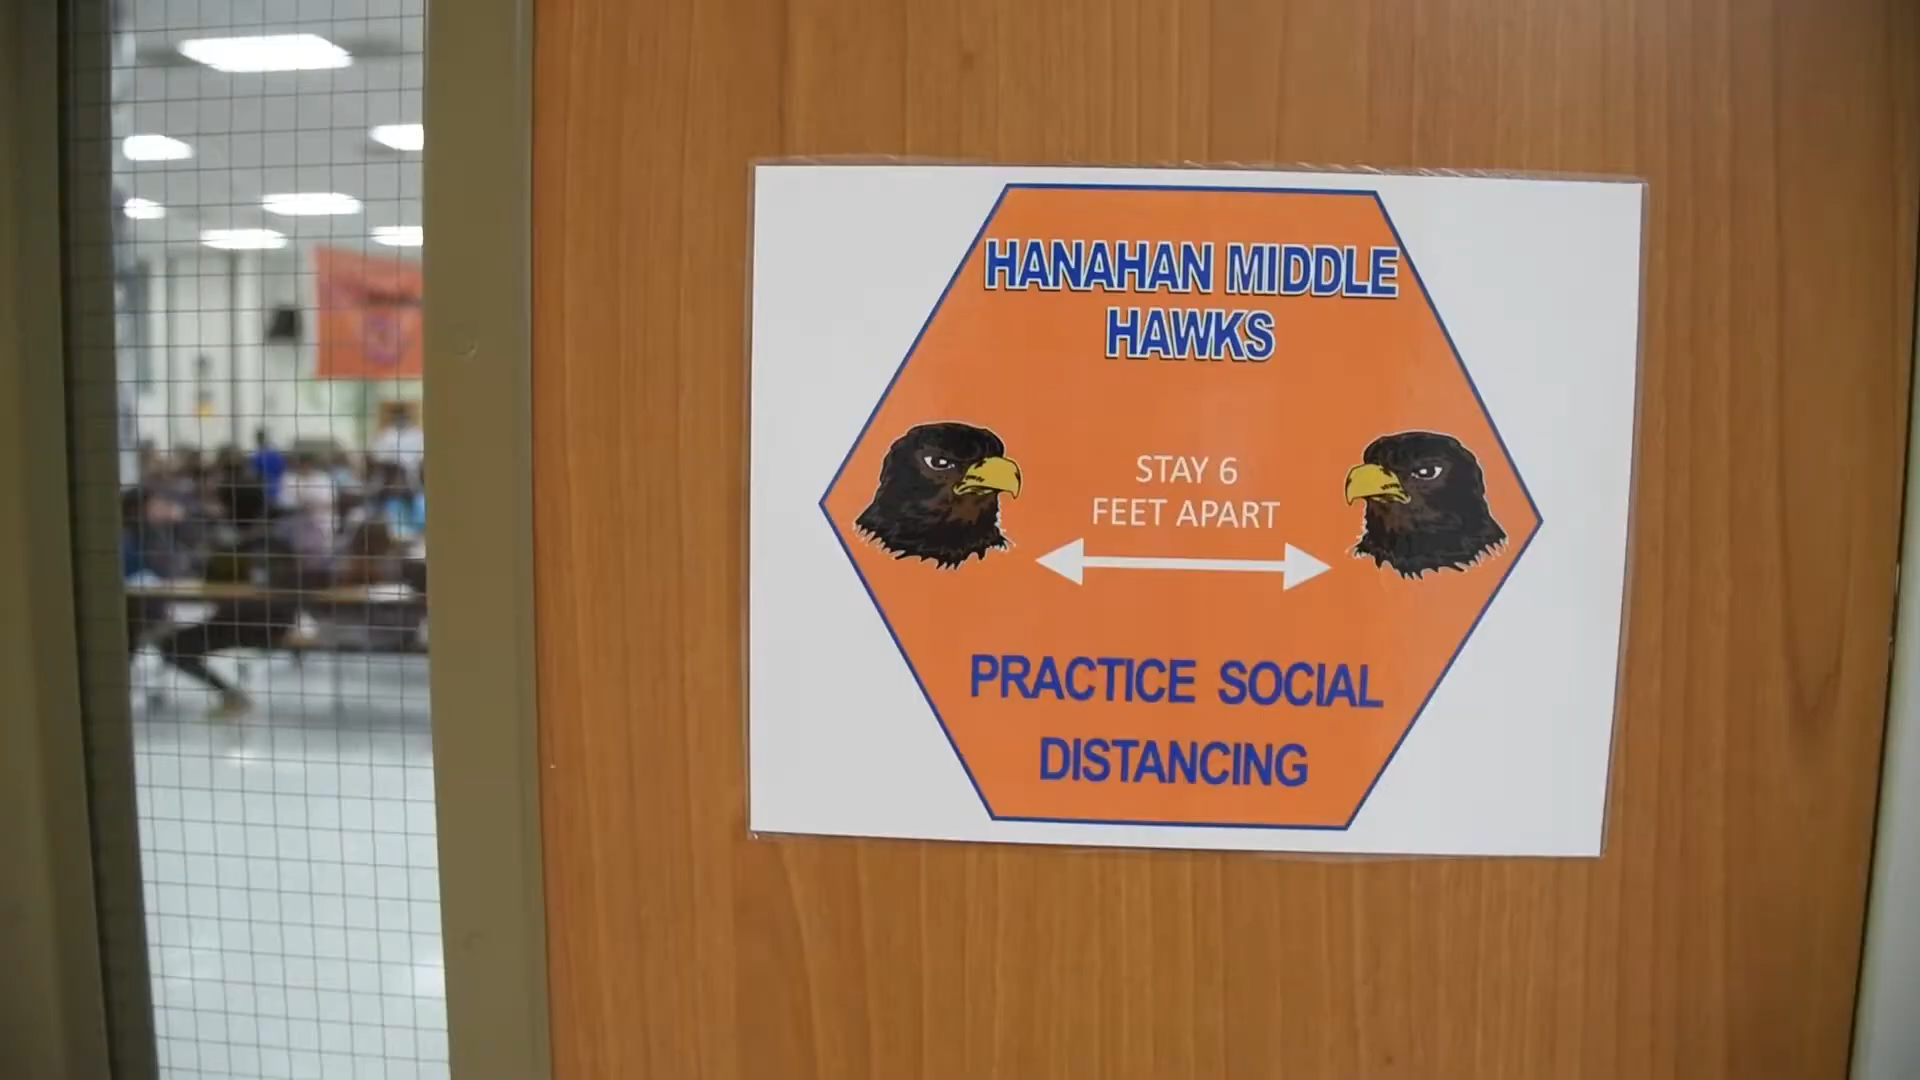 HANAHAN MIDDLE
HAWKS
STAY 6
FEET APART
PRACTICE SOCIAL
DISTANCING